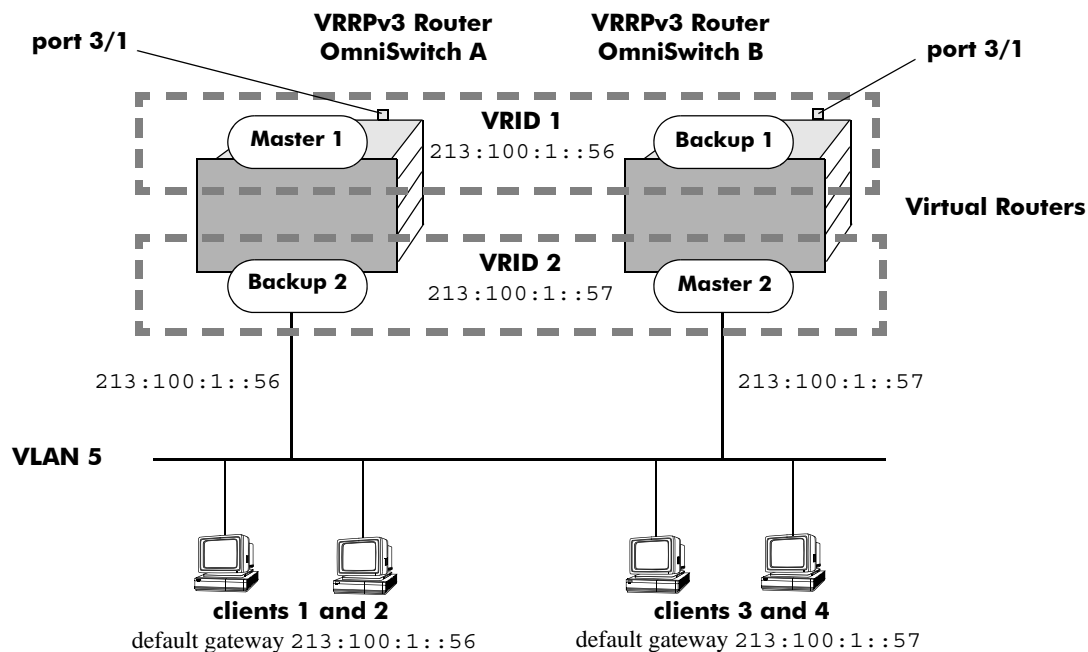 VRRPv3 Router
OmniSwitch A
VRRPv3 Router
OmniSwitch B
port 3/1
port 3/1
Master 1
VRID 1
213:100:1::56
Backup 1
Virtual Routers
Backup 2
VRID 2
213:100:1::57
Master 2
213:100:1::56
213:100:1::57
VLAN 5
clients 1 and 2
default gateway 213:100:1::56
clients 3 and 4
default gateway 213:100:1::57